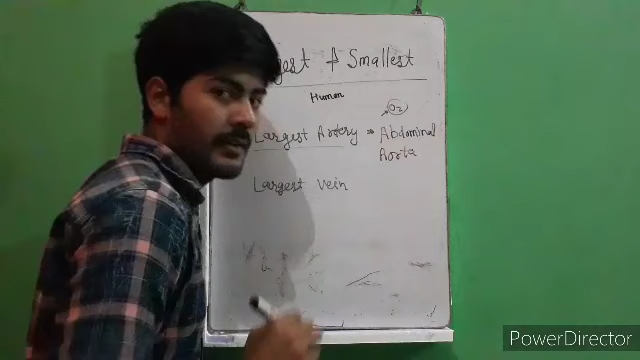 gest & Smallest
Human
O2
Largest Artery ⇒ Abdominal
Aorta
Largest vein
PowerDirector